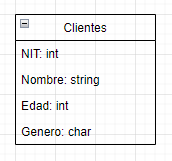 Clientes
NIT: int
Nombre: string
Edad: int
Genero: char